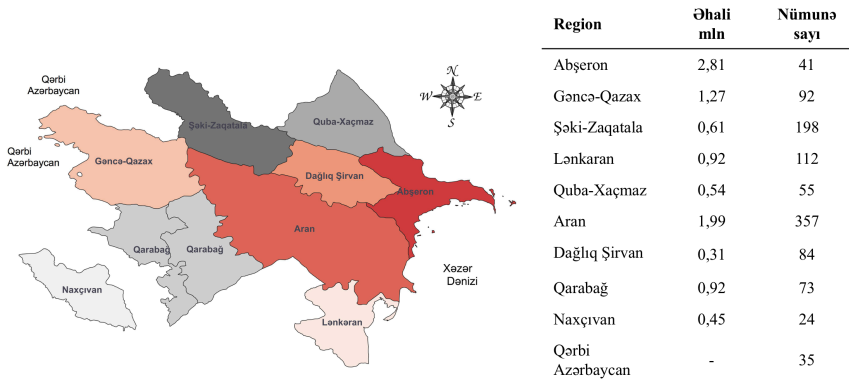 Qərbi
Azərbaycan
N
W E
S
Şəki-Zaqatala
Quba-Xaçmaz
Qərbi
Azərbaycan
Gəncə-Qazax
Dağlıq Şirvan
Abşeron
Aran
Qarabağ
Qarabağ
Xəzər
Dənizi
Naxçıvan
Lənkəran
Region Əhali mln Nümunə sayı
Abşeron 2,81 41
Gəncə-Qazax 1,27 92
Şəki-Zaqatala 0,61 198
Lənkaran 0,92 112
Quba-Xaçmaz 0,54 55
Aran 1,99 357
Dağlıq Şirvan 0,31 84
Qarabağ 0,92 73
Naxçıvan 0,45 24
Qərbi
Azərbaycan - 35